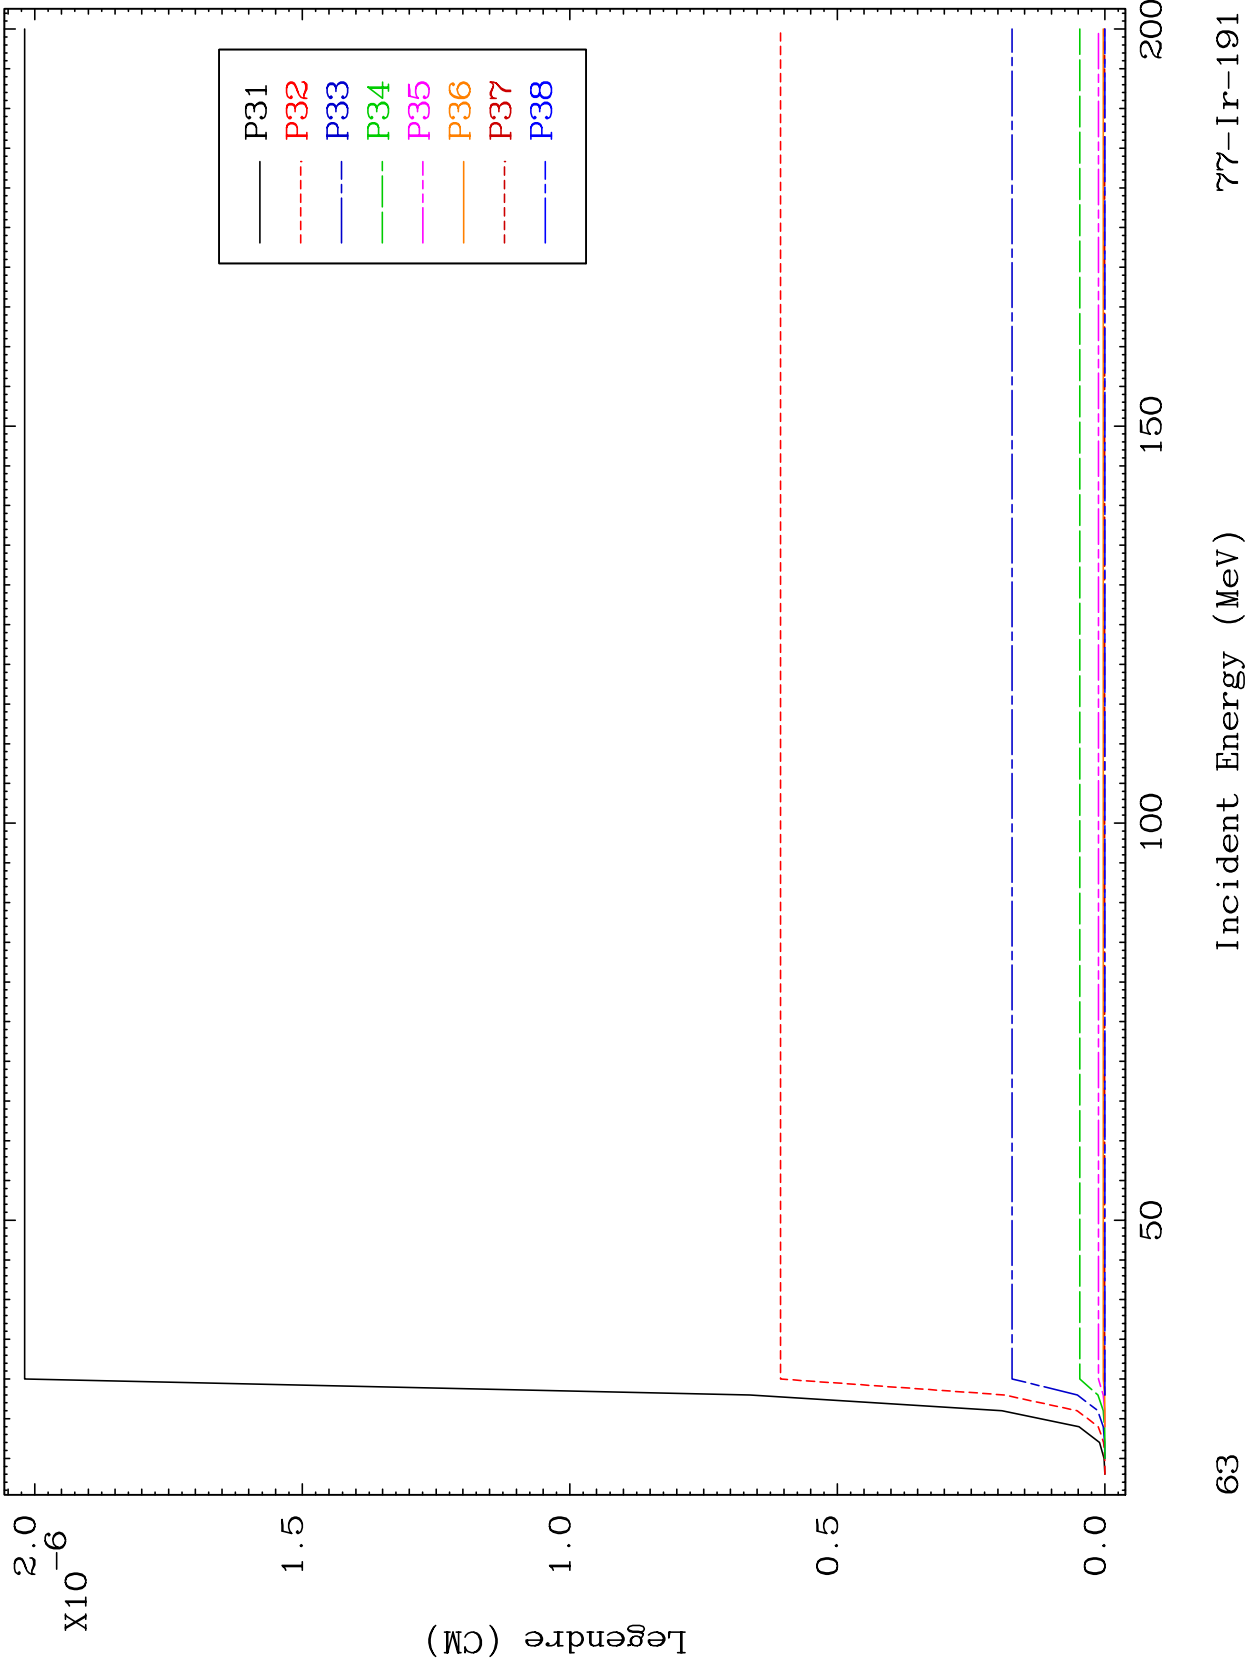 2.0
X10-6
1.5
1.0
0.5
0.0
Legendre (CM)
P31
P32
P33
P34
P35
P36
P37
P38
50
100
150
200
63
Incident Energy (MeV)
77-Ir-191